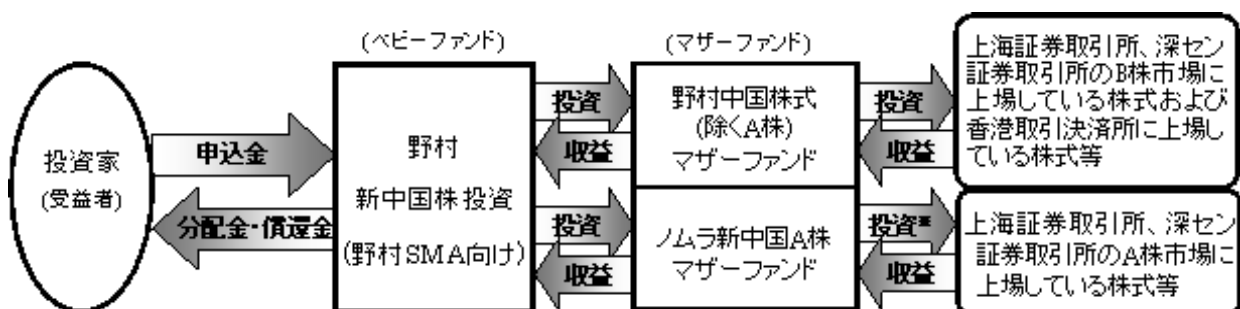 (ベビーファンド)
(マザーファンド)
投資家
(受益者)
申込金
分配金・償還金
野村
新中国株投資
(野村SMA向け)
投資
収益
投資
収益
野村中国株式
(除くA株)
マザーファンド
ノムラ新中国A株
マザーファンド
投資
収益
投資※
収益
上海証券取引所、深セン
証券取引所のB株市場に
上場している株式および
香港取引決済所に上場し
ている株式等
上海証券取引所、深セン
証券取引所のA株市場に
上場している株式等